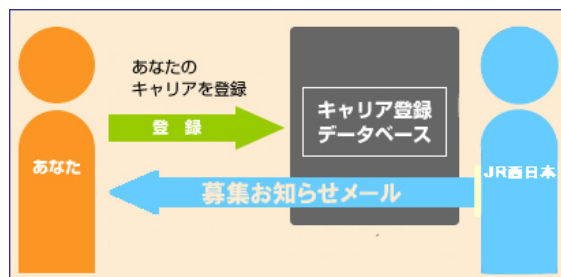 あなたの
キャリアを登録
登 録
キャリア登録
データベース
あなた
JR西日本
募集お知らせメール